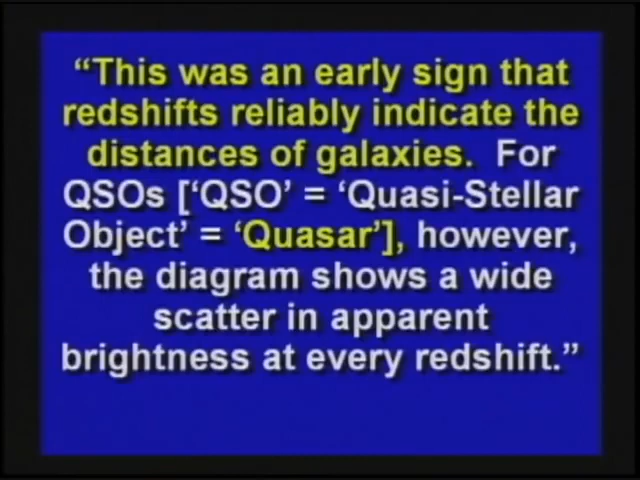 “This was an early sign that
redshifts reliably indicate the
distances of galaxies. For
QSOs [‘QSO’ = ‘Quasi-Stellar
Object’ = ‘Quasar’], however,
the diagram shows a wide
scatter in apparent
brightness at every redshift.”